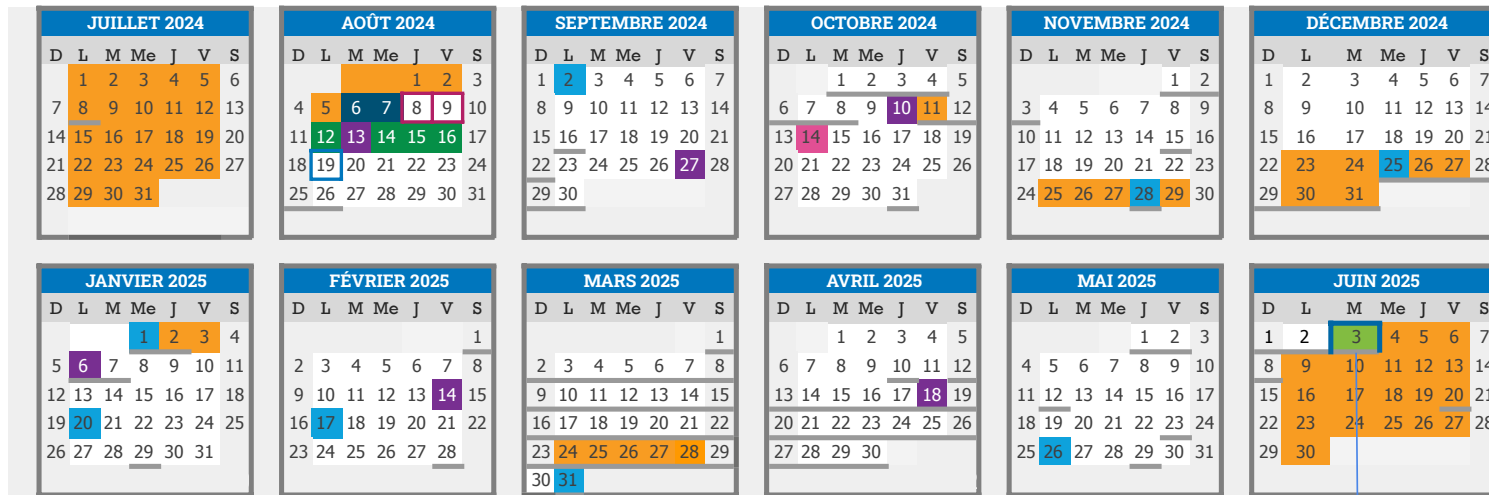 JUILLET 2024 AOÛT 2024 SEPTEMBRE 2024 OCTOBRE 2024 NOVEMBRE 2024 DÉCEMBRE 2024
D L M Me J V S D L M Me J V S D L M Me J V S D L M Me J V S D L M Me J V S D L M Me J V S
1 2 3 4 5 6 1 2 3 1 2 3 4 5 6 7 1 2 3 4 5 1 2 1 2 3 4 5 6 7
7 8 9 10 11 12 13 4 5 6 7 8 9 10 8 9 10 11 12 13 14 6 7 8 9 10 11 12 3 4 5 6 7 8 9 8 9 10 11 12 13 14
14 15 16 17 18 19 20 11 12 13 14 15 16 17 15 16 17 18 19 20 21 13 14 15 16 17 18 19 10 11 12 13 14 15 16 15 16 17 18 19 20 21
21 22 23 24 25 26 27 18 19 20 21 22 23 24 22 23 24 25 26 27 28 20 21 22 23 24 25 26 17 18 19 20 21 22 23 22 23 24 25 26 27 28
28 29 30 31 25 26 27 28 29 30 31 29 30 27 28 29 30 31 24 25 26 27 28 29 30 29 30 31
JANVIER 2025 FÉVRIER 2025 MARS 2025 AVRIL 2025 MAI 2025 JUIN 2025
D L M Me J V S D L M Me J V S D L M Me J V S D L M Me J V S D L M Me J V S D L M Me J V S
1 2 3 4 1 1 1 2 3 4 5 1 2 3 1 2 3 4 5 6 7
5 6 7 8 9 10 11 2 3 4 5 6 7 8 2 3 4 5 6 7 8 6 7 8 9 10 11 12 4 5 6 7 8 9 10 8 9 10 11 12 13 14
12 13 14 15 16 17 18 9 10 11 12 13 14 15 9 10 11 12 13 14 15 13 14 15 16 17 18 19 11 12 13 14 15 16 17 15 16 17 18 19 20 21
19 20 21 22 23 24 25 16 17 18 19 20 21 22 16 17 18 19 20 21 22 20 21 22 23 24 25 26 18 19 20 21 22 23 24 22 23 24 25 26 27 28
26 27 28 29 30 31 23 24 25 26 27 28 23 24 25 26 27 28 29 27 28 29 30 25 26 27 28 29 30 31 29 30
30 31